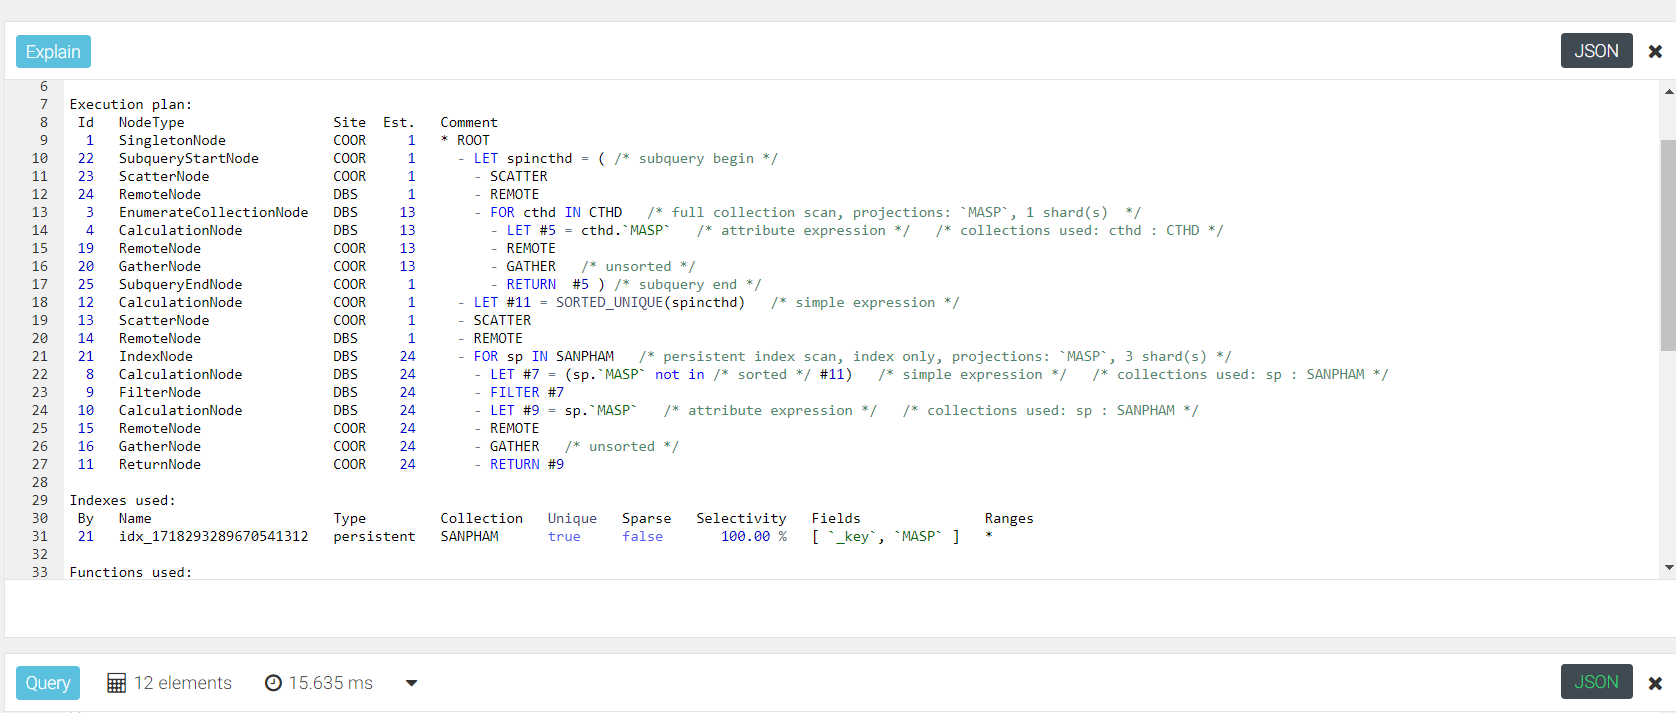 Explain JSON
6
7 Execution plan:
8 Id NodeType Site Est. Comment
9 1 SingletonNode COOR 1 * ROOT
10 22 SubqueryStartNode COOR 1 - LET spincthd = ( /* subquery begin */
11 23 ScatterNode COOR 1 - SCATTER
12 24 RemoteNode DBS 1 - REMOTE
13 3 EnumerateCollectionNode DBS 13 - FOR cthd IN CTHD /* full collection scan, projections: `MASP`, 1 shard(s) */
14 4 CalculationNode DBS 13 - LET #5 = cthd.`MASP` /* attribute expression */ /* collections used: cthd : CTHD */
15 19 RemoteNode COOR 13 - REMOTE
16 20 GatherNode COOR 13 - GATHER /* unsorted */
17 25 SubqueryEndNode COOR 1 - RETURN #5 ) /* subquery end */
18 12 CalculationNode COOR 1 - LET #11 = SORTED_UNIQUE(spincthd) /* simple expression */
19 13 ScatterNode COOR 1 - SCATTER
20 14 RemoteNode DBS 1 - REMOTE
21 21 IndexNode DBS 24 - FOR sp IN SANPHAM /* persistent index scan, index only, projections: `MASP`, 3 shard(s) */
22 8 CalculationNode DBS 24 - LET #7 = (sp.`MASP` not in /* sorted */ #11) /* simple expression */ /* collections used: sp : SANPHAM */
23 9 FilterNode DBS 24 - FILTER #7
24 10 CalculationNode DBS 24 - LET #9 = sp.`MASP` /* attribute expression */ /* collections used: sp : SANPHAM */
25 15 RemoteNode COOR 24 - REMOTE
26 16 GatherNode COOR 24 - GATHER /* unsorted */
27 11 ReturnNode COOR 24 - RETURN #9
28
29 Indexes used:
30 By Name Type Collection Unique Sparse Selectivity Fields Ranges
31 21 idx_1718293289670541312 persistent SANPHAM true false 100.00 % [ `_key`, `MASP` ] *
32
33 Functions used:
Query 12 elements 15.635 ms JSON